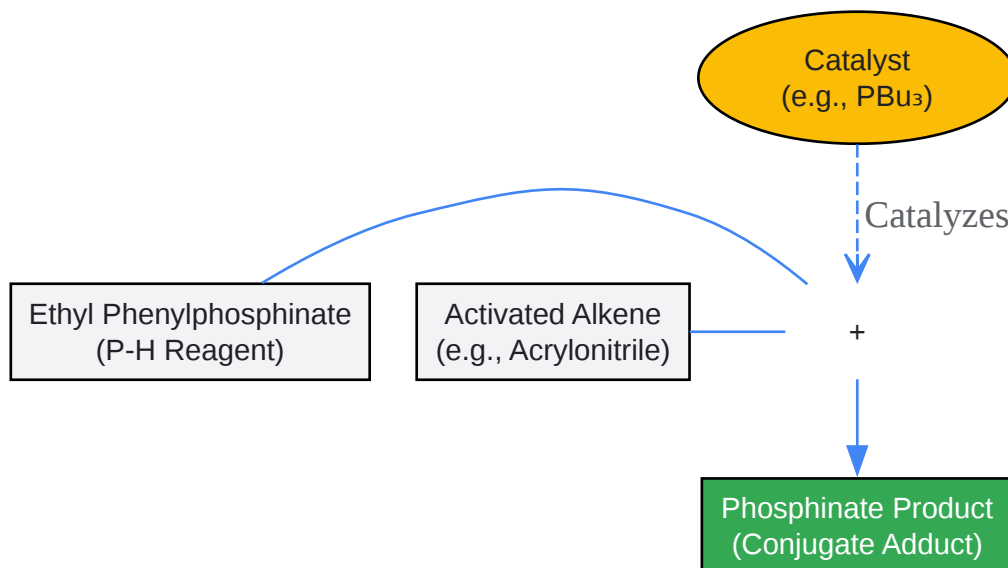 Catalyst
(e.g., PBu₃)
Catalyzes
Ethyl Phenylphosphinate
(P-H Reagent)
Activated Alkene
(e.g., Acrylonitrile)
+
Phosphinate Product
(Conjugate Adduct)